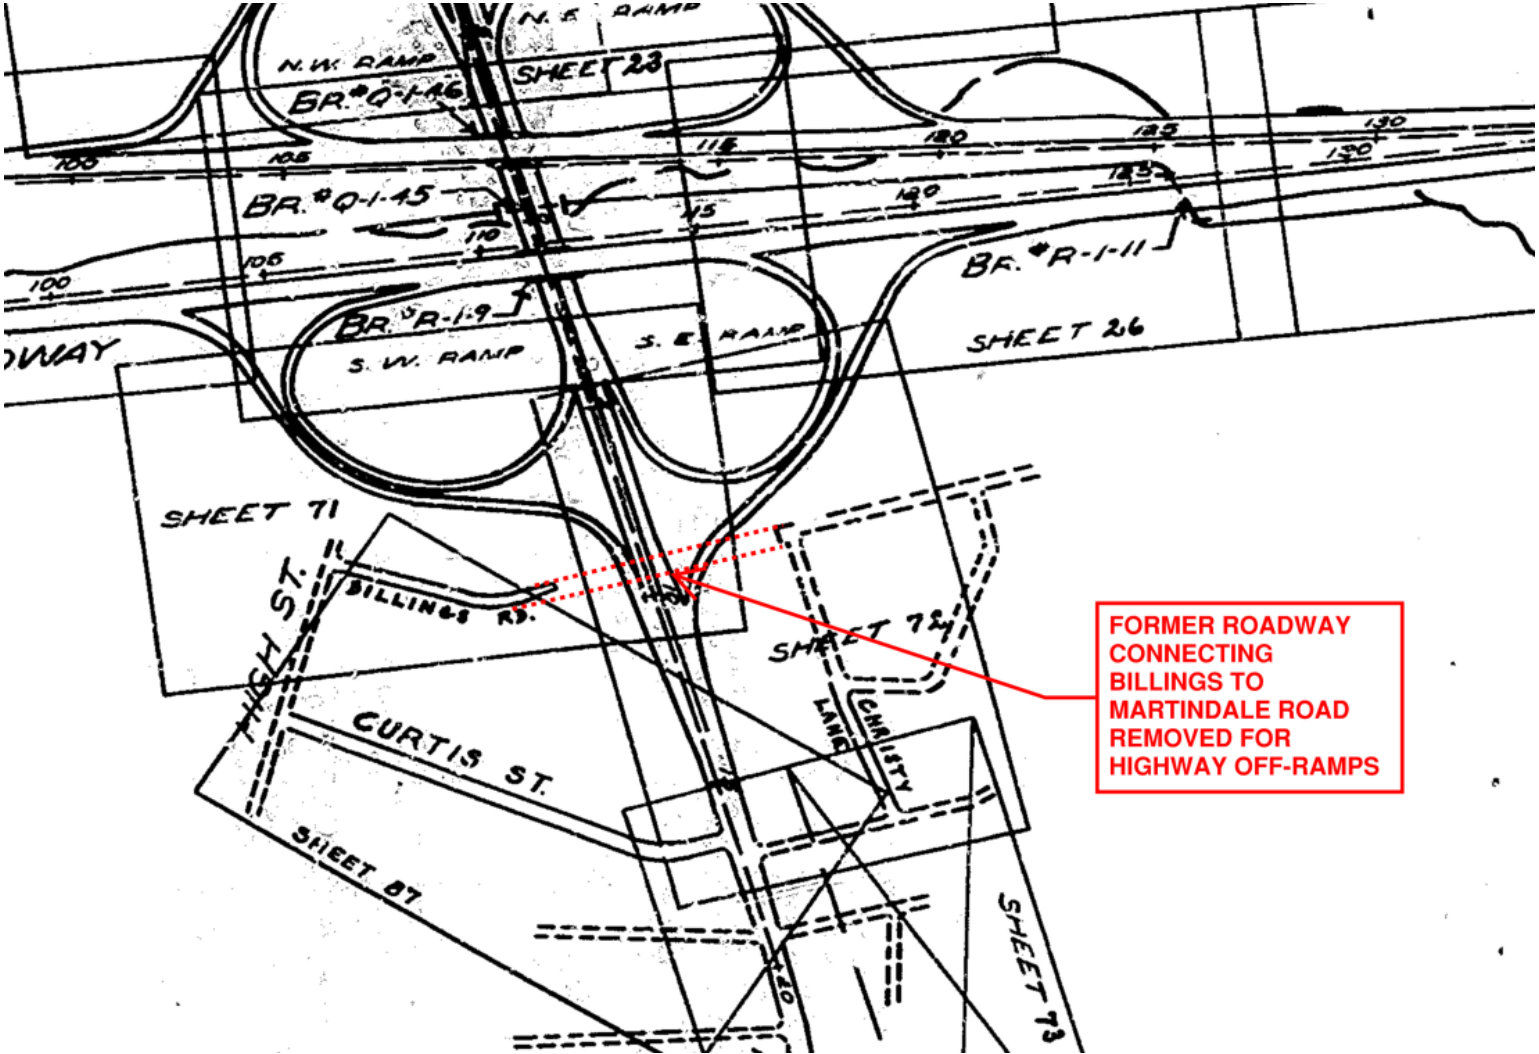 N. E. RAMP
N.W. RAMP
SHEET 23
BR. # Q-1-46
100
105
115
120
125
130
BR. # Q-1-45
115
120
125
130
110
105
100
BR. # R-1-11
BR. # R-1-9
SHEET 26
DWAY
S. W. RAMP
S. E. RAMP
SHEET 71
HIGH ST.
BILLINGS RD.
SHEET 72
FORMER ROADWAY
CONNECTING
BILLINGS TO
MARTINDALE ROAD
REMOVED FOR
HIGHWAY OFF-RAMPS
CHRISTY
LANE
CURTIS ST.
SHEET 87
SHEET 73
20